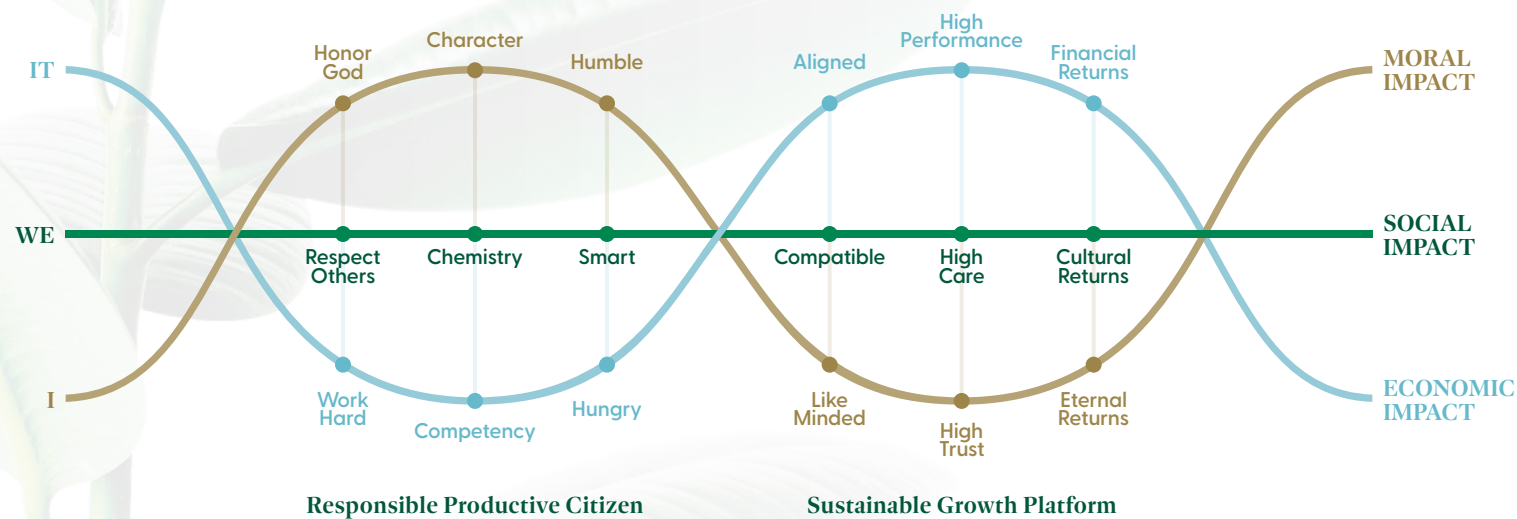 IT
WE
I
Honor
God
Character
Humble
Respect
Others
Chemistry
Smart
Work
Hard
Competency
Hungry
Responsible Productive Citizen
Aligned
High
Performance
Financial
Returns
Compatible
High
Care
Cultural
Returns
Like
Minded
High
Trust
Eternal
Returns
Sustainable Growth Platform
MORAL
IMPACT
SOCIAL
IMPACT
ECONOMIC
IMPACT